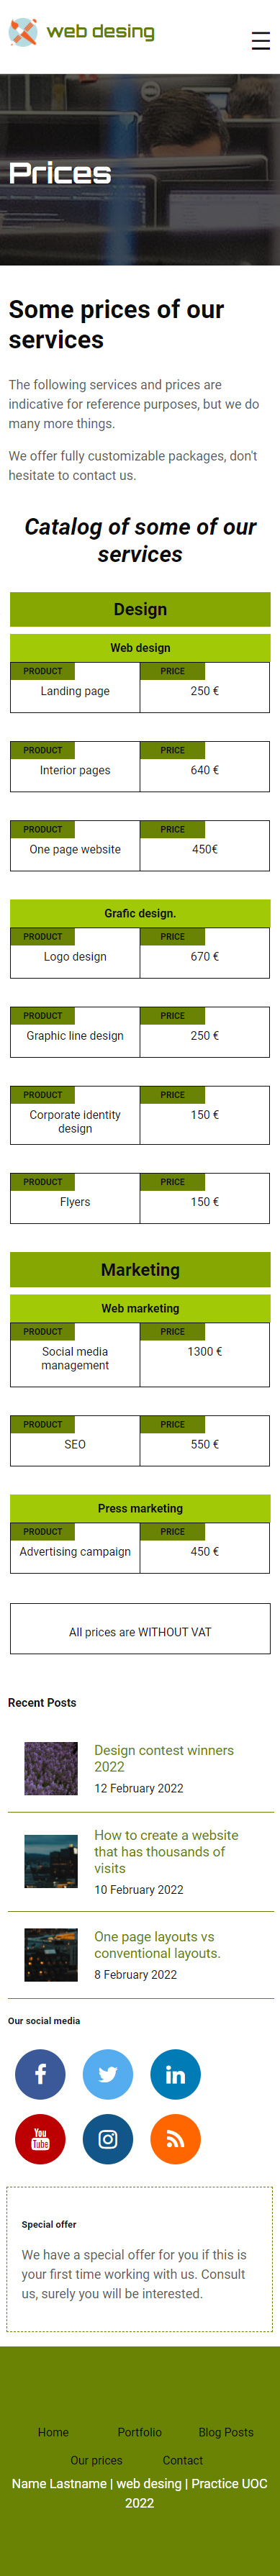 web desing
Prices
Some prices of our
services
The following services and prices are
indicative for reference purposes, but we do
many more things.
We offer fully customizable packages, don't
hesitate to contact us.
Catalog of some of our
services
Design
Web design
PRODUCT PRICE
Landing page 250 €
PRODUCT PRICE
Interior pages 640 €
PRODUCT PRICE
One page website 450€
Grafic design.
PRODUCT PRICE
Logo design 670 €
PRODUCT PRICE
Graphic line design 250 €
PRODUCT PRICE
Corporate identity 150 €
design
PRODUCT PRICE
Flyers 150 €
Marketing
Web marketing
PRODUCT PRICE
Social media 1300 €
management
PRODUCT PRICE
SEO 550 €
Press marketing
PRODUCT PRICE
Advertising campaign 450 €
All prices are WITHOUT VAT
Recent Posts
Design contest winners
2022
12 February 2022
How to create a website
that has thousands of
visits
10 February 2022
One page layouts vs
conventional layouts.
8 February 2022
Our social media
You
Tube
Special offer
We have a special offer for you if this is
your first time working with us. Consult
us, surely you will be interested.
Home Portfolio Blog Posts
Our prices Contact
Name Lastname | web desing | Practice UOC
2022